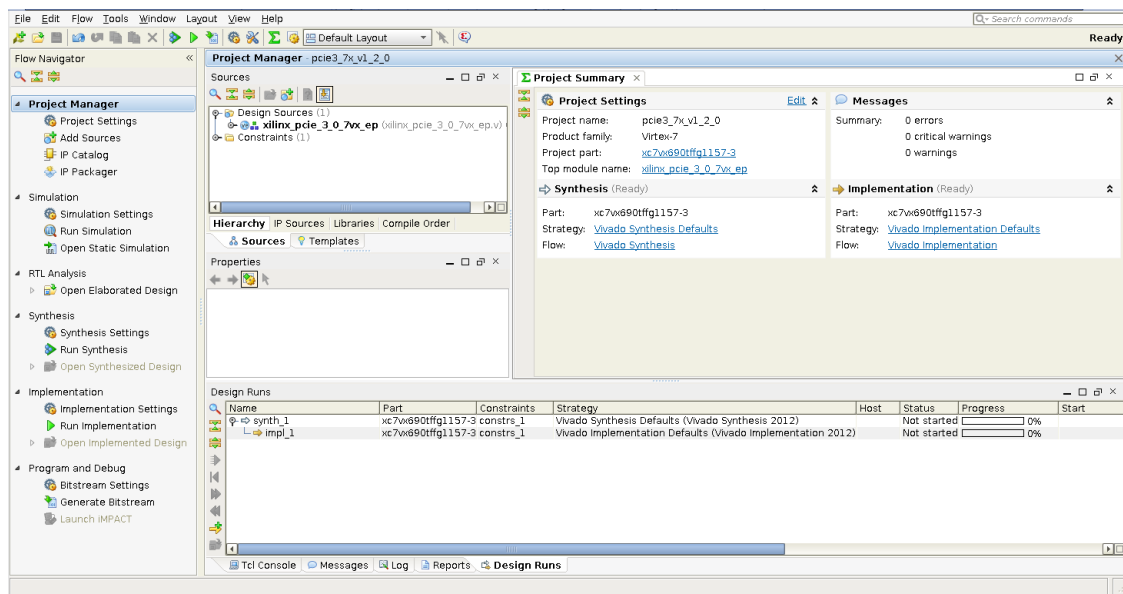 File Edit Flow Tools Window Layout View Help
Search commands
Default Layout
Ready
Flow Navigator
Project Manager
Project Settings
Add Sources
IP Catalog
IP Packager
Simulation
Simulation Settings
Run Simulation
Open Static Simulation
RTL Analysis
Open Elaborated Design
Synthesis
Synthesis Settings
Run Synthesis
Open Synthesized Design
Implementation
Implementation Settings
Run Implementation
Open Implemented Design
Program and Debug
Bitstream Settings
Generate Bitstream
Launch iMPACT
Project Manager - pcie3_7x_v1_2_0
Sources
Design Sources (1)
xilinx_pcie_3_0_7vx_ep (xilinx_pcie_3_0_7vx_ep.v)
Constraints (1)
Hierarchy IP Sources Libraries Compile Order
Sources Templates
Properties
Project Summary
Project Settings Edit
Project name: pcie3_7x_v1_2_0
Product family: Virtex-7
Project part: xc7vx690tffg1157-3
Top module name: xilinx_pcie_3_0_7vx_ep
Messages
Summary: 0 errors
0 critical warnings
0 warnings
Synthesis (Ready)
Part: xc7vx690tffg1157-3
Strategy: Vivado Synthesis Defaults
Flow: Vivado Synthesis
Implementation (Ready)
Part: xc7vx690tffg1157-3
Strategy: Vivado Implementation Defaults
Flow: Vivado Implementation
Design Runs
Name Part Constraints Strategy Host Status Progress Start
synth_1 xc7vx690tffg1157-3 constrs_1 Vivado Synthesis Defaults (Vivado Synthesis 2012) Not started 0%
impl_1 xc7vx690tffg1157-3 constrs_1 Vivado Implementation Defaults (Vivado Implementation 2012) Not started 0%
Tcl Console Messages Log Reports Design Runs